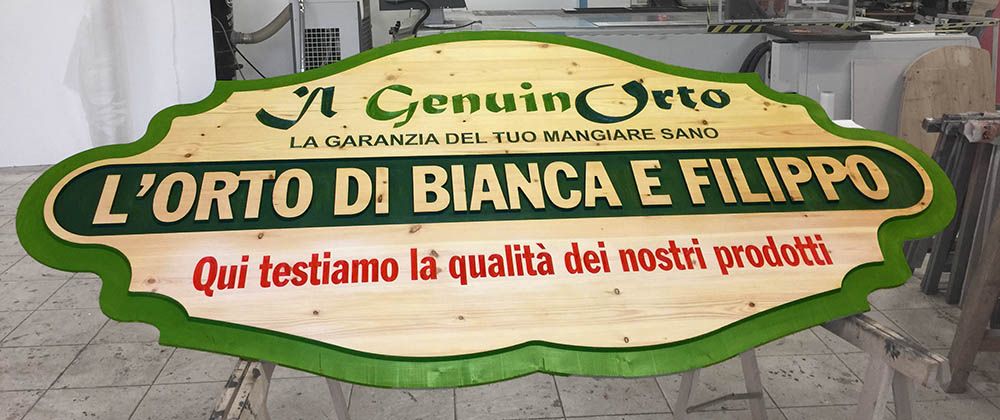 Il GenuinOrto
LA GARANZIA DEL TUO MANGIARE SANO
L'ORTO DI BIANCA E FILIPPO
Qui testiamo la qualità dei nostri prodotti